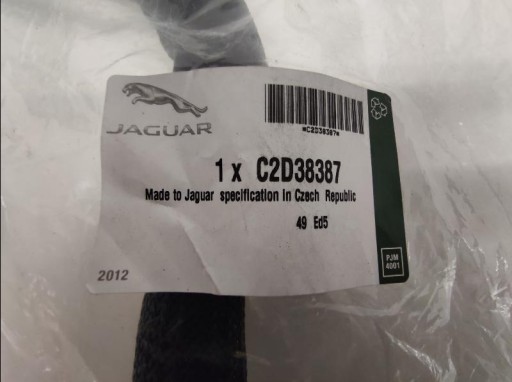 JAGUAR
*C2D38387*
1 x C2D38387
Made to Jaguar specification In Czech Republic
49 Ed5
2012
PJM
4001